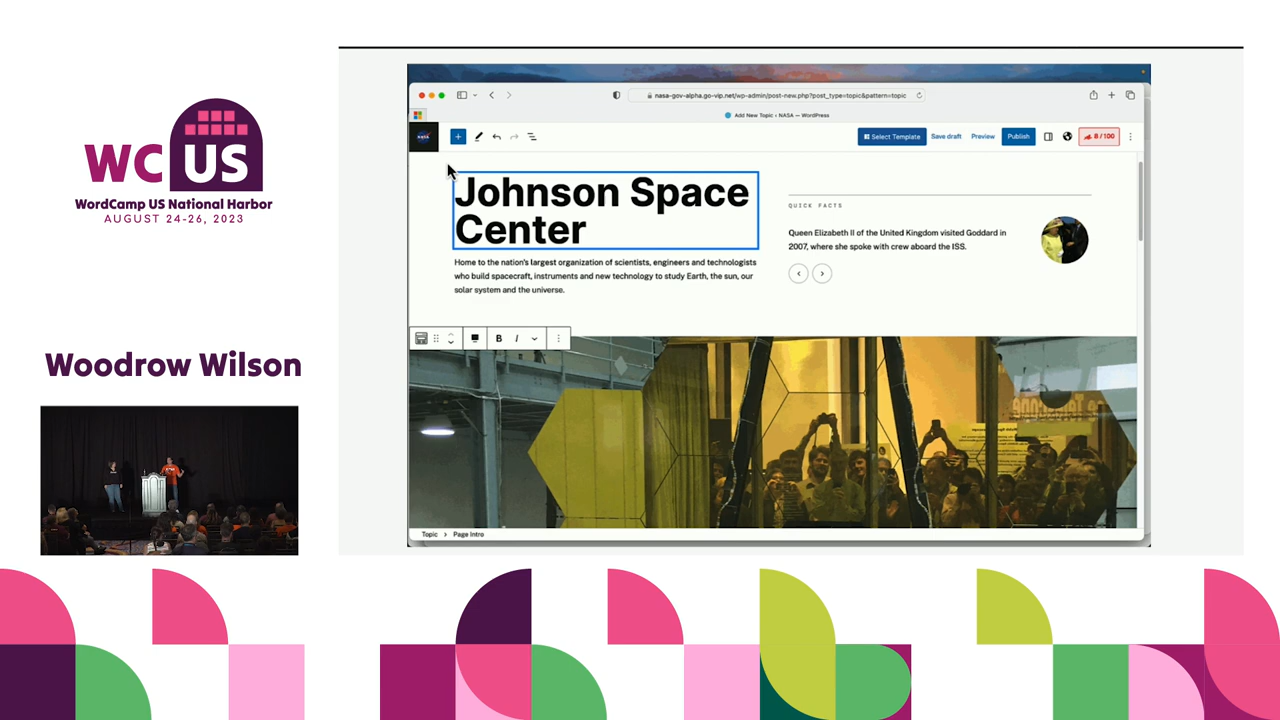 WC US
WordCamp US National Harbor
AUGUST 24-26, 2023
Woodrow Wilson
nasa-gov-alpha.go-vip.net/wp-admin/post-new.php?post_type=topic&pattern=topic
Add New Topic ‹ NASA — WordPress
NASA
Select Template
Save draft
Preview
Publish
8 / 100
Johnson Space
Center
Home to the nation's largest organization of scientists, engineers and technologists
who build spacecraft, instruments and new technology to study Earth, the sun, our
solar system and the universe.
QUICK FACTS
Queen Elizabeth II of the United Kingdom visited Goddard in
2007, where she spoke with crew aboard the ISS.
B I
Topic > Page Intro